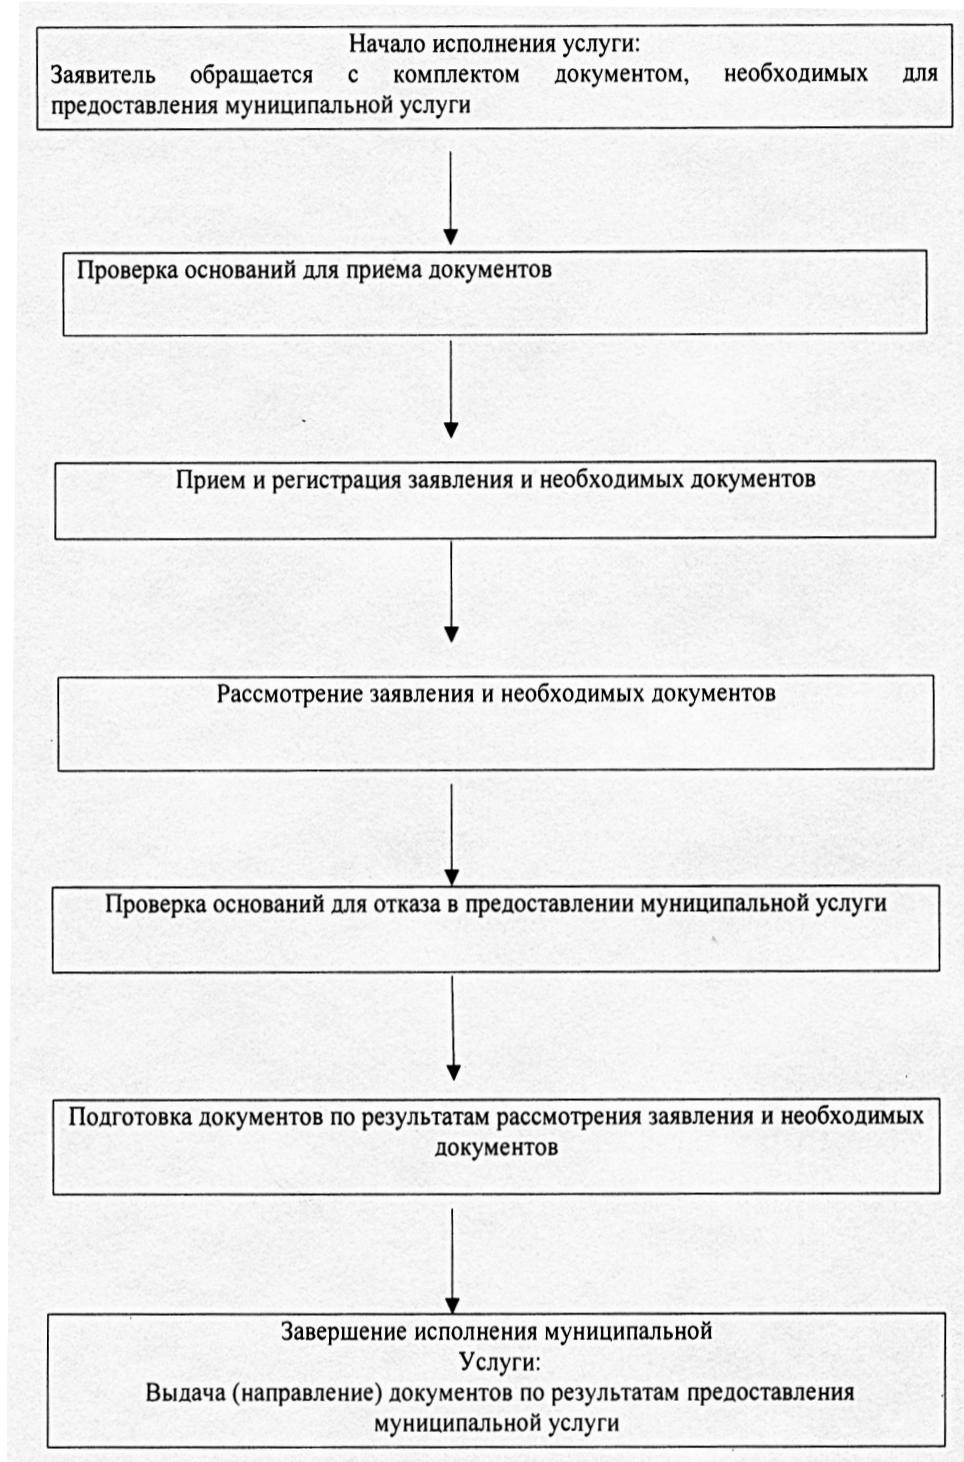 Начало исполнения услуги:
Заявитель обращается с комплектом документом, необходимых для
предоставления муниципальной услуги
Проверка оснований для приема документов
Прием и регистрация заявления и необходимых документов
Рассмотрение заявления и необходимых документов
Проверка оснований для отказа в предоставлении муниципальной услуги
Подготовка документов по результатам рассмотрения заявления и необходимых
документов
Завершение исполнения муниципальной
Услуги:
Выдача (направление) документов по результатам предоставления
муниципальной услуги